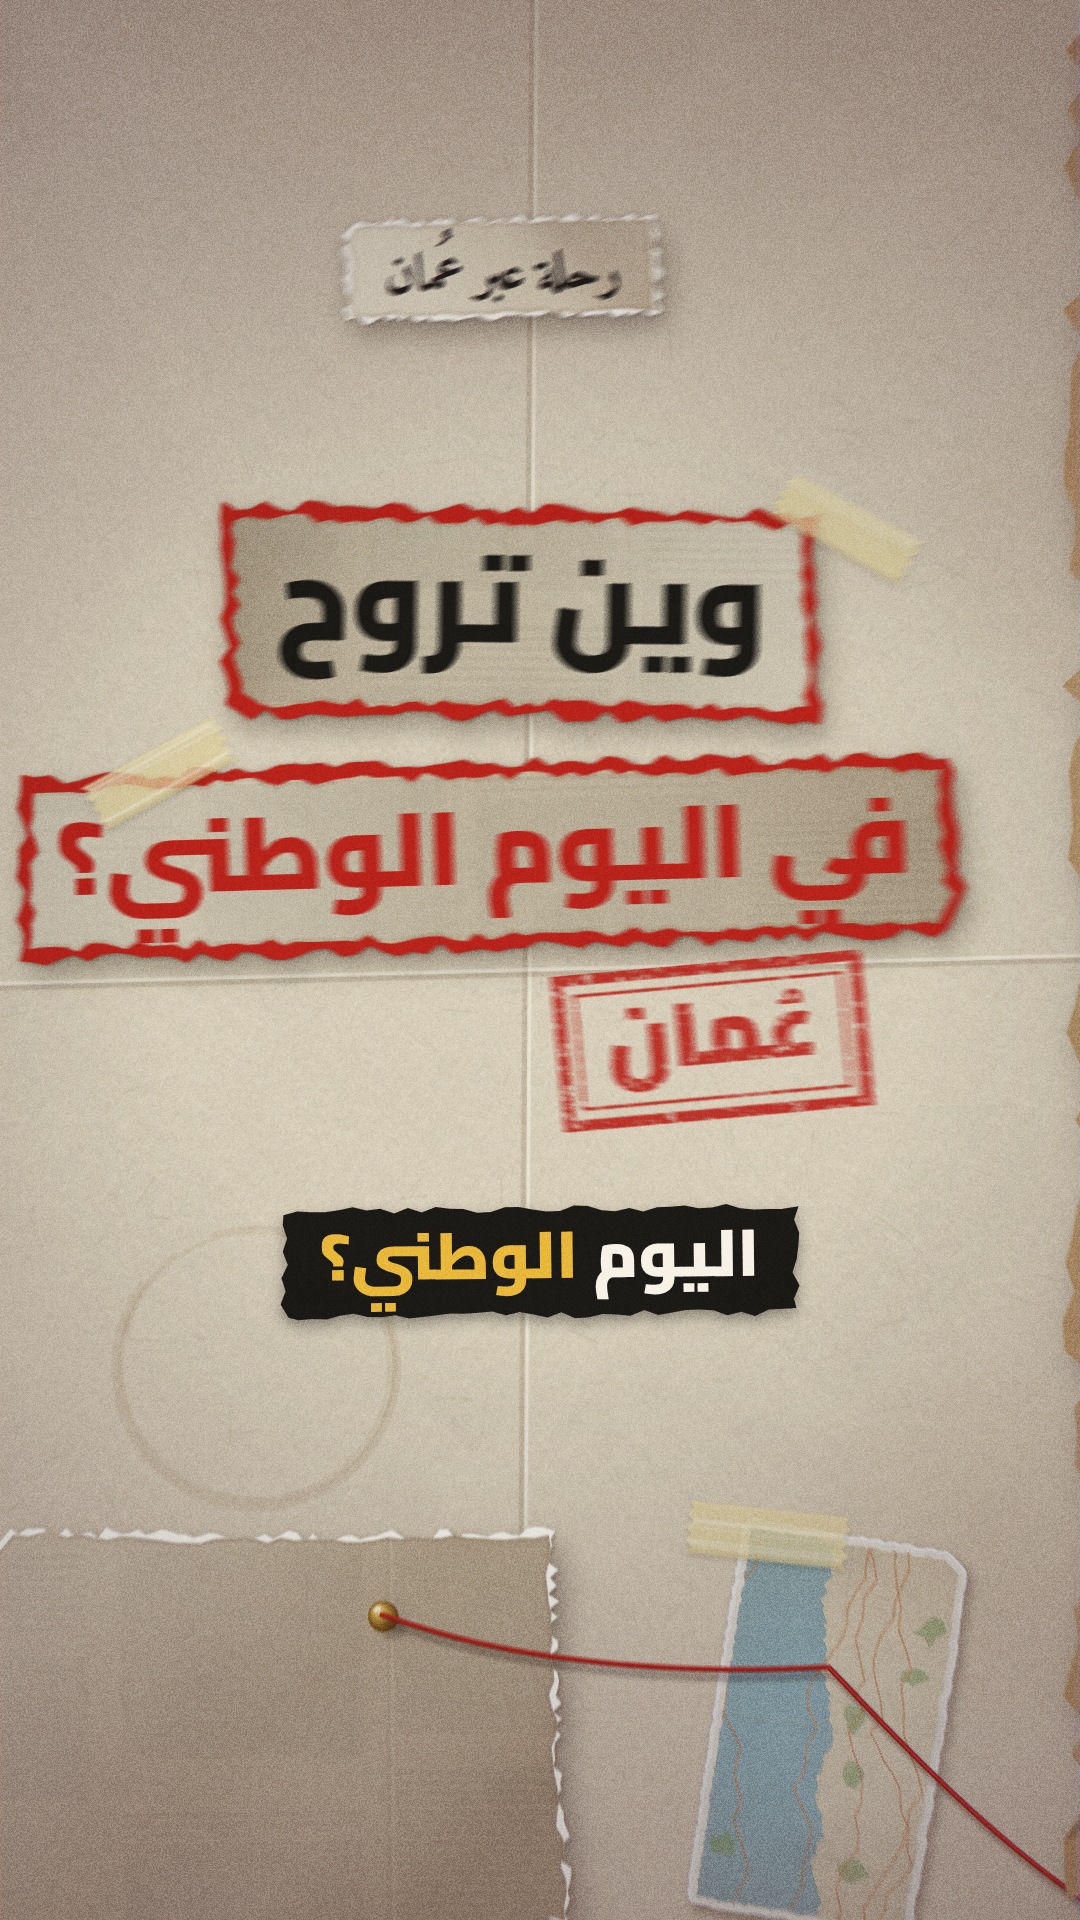 رحلة عبر عُمان
وين تروح
في اليوم الوطني؟
عُمان
اليوم الوطني؟